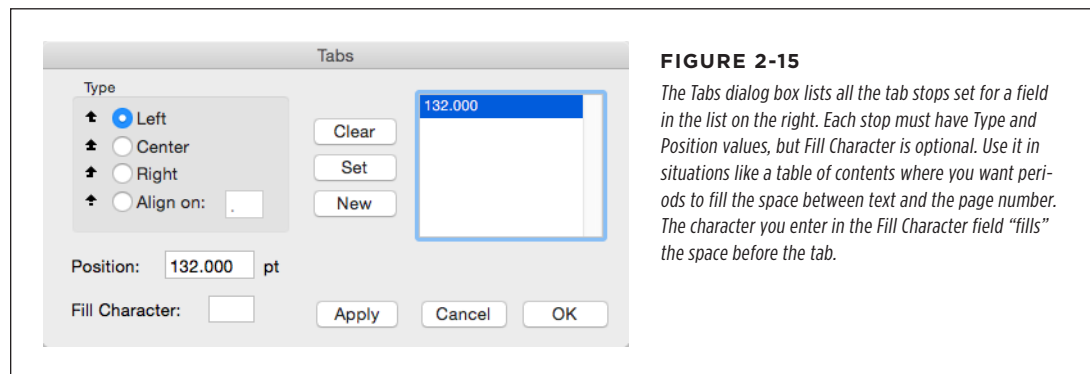 Tabs
Type
Left
Center
Right
Align on: .
Clear
Set
New
132.000
Position: 132.000 pt
Fill Character:
Apply Cancel OK
FIGURE 2-15
The Tabs dialog box lists all the tab stops set for a field
in the list on the right. Each stop must have Type and
Position values, but Fill Character is optional. Use it in
situations like a table of contents where you want peri-
ods to fill the space between text and the page number.
The character you enter in the Fill Character field “fills”
the space before the tab.